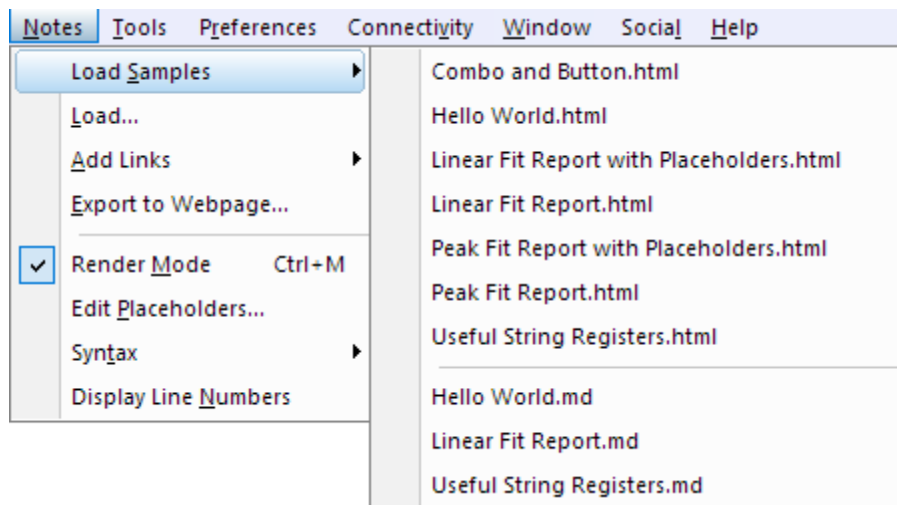 Notes Tools Preferences Connectivity Window Social Help
Load Samples
Load...
Add Links
Export to Webpage...
Render Mode Ctrl+M
Edit Placeholders...
Syntax
Display Line Numbers
Combo and Button.html
Hello World.html
Linear Fit Report with Placeholders.html
Linear Fit Report.html
Peak Fit Report with Placeholders.html
Peak Fit Report.html
Useful String Registers.html
Hello World.md
Linear Fit Report.md
Useful String Registers.md